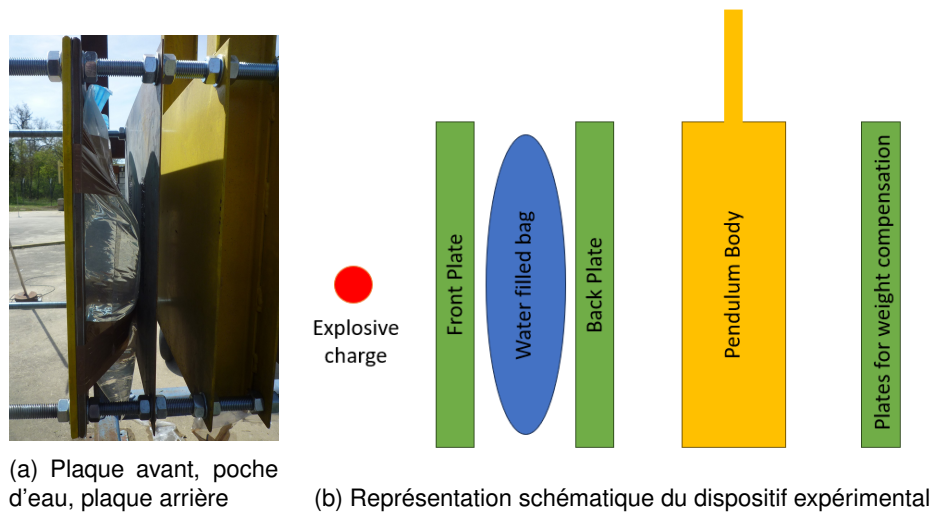 Explosive
charge
Front Plate
Water filled bag
Back Plate
Pendulum Body
Plates for weight compensation
(a) Plaque avant, poche
d'eau, plaque arrière
(b) Représentation schématique du dispositif expérimental